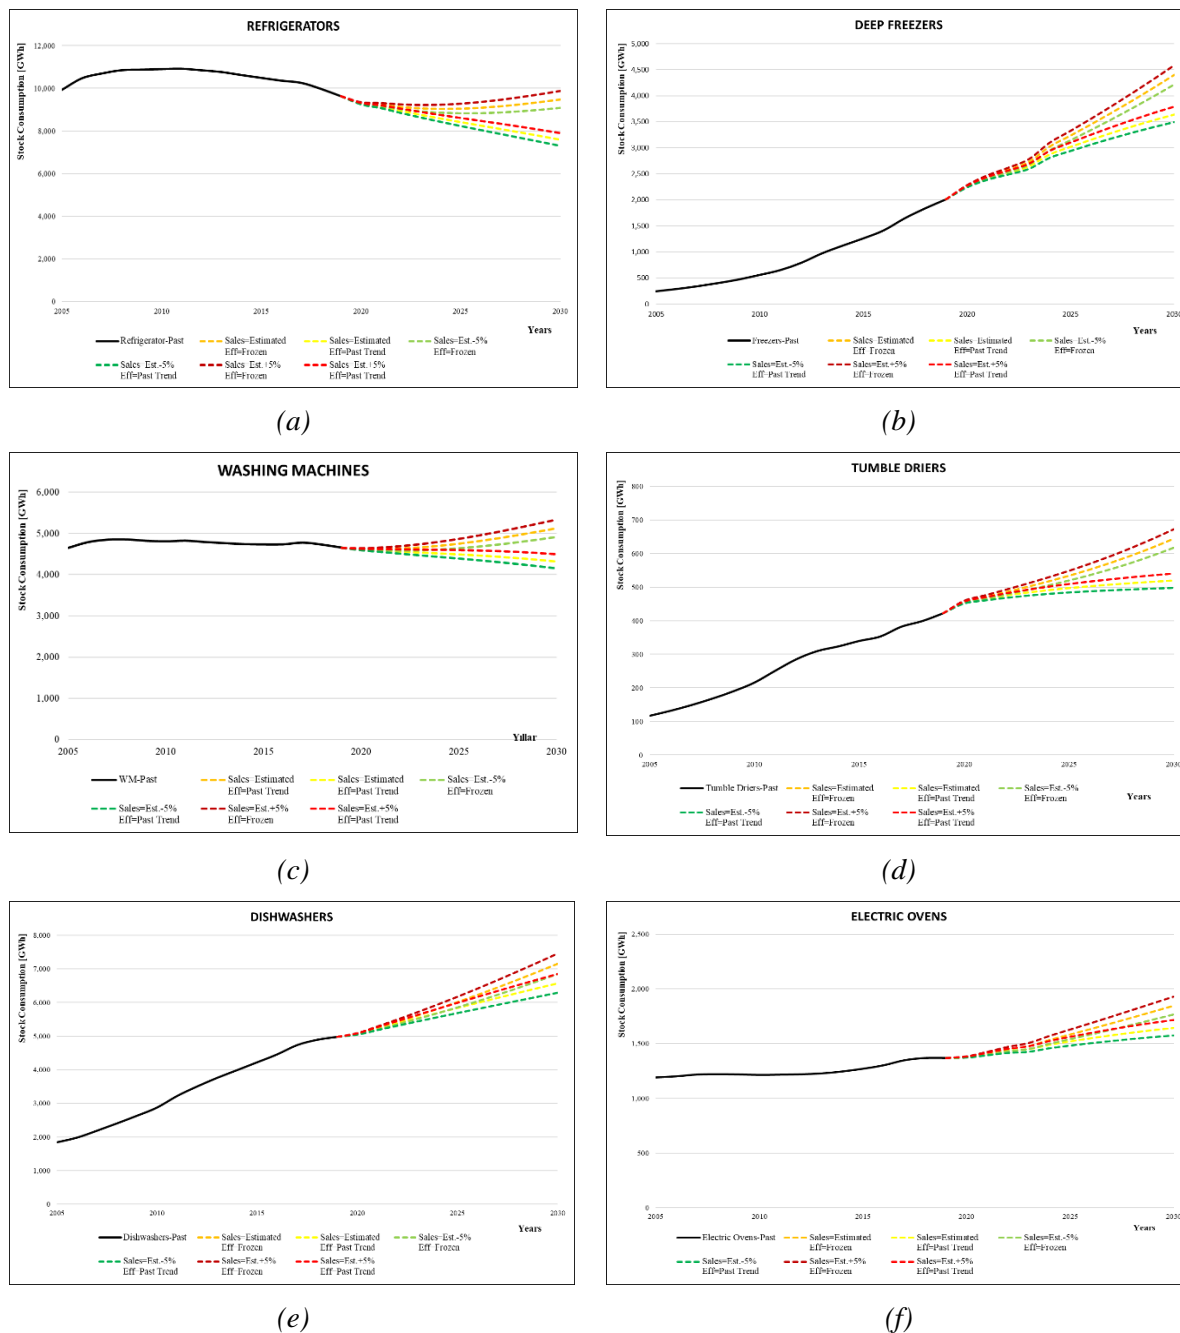 REFRIGERATORS
Stock Consumption [GWh]
12,000
10,000
8,000
6,000
4,000
2,000
0
2005 2010 2015 2020 2025 2030
Years
Refrigerator-Past Sales=Estimated Sales=Estimated Sales=Est.-5%
Eff=Frozen Eff=Past Trend Eff=Frozen
Sales=Est.-5% Sales=Est.+5% Sales=Est.+5%
Eff=Past Trend Eff=Frozen Eff=Past Trend
(a)
DEEP FREEZERS
Stock Consumption [GWh]
5,000
4,500
4,000
3,500
3,000
2,500
2,000
1,500
1,000
500
0
2005 2010 2015 2020 2025 2030
Years
Freezers-Past Sales=Estimated Sales=Estimated Sales=Est.-5%
Eff=Frozen Eff=Past Trend Eff=Frozen
Sales=Est.-5% Sales=Est.+5% Sales=Est.+5%
Eff=Past Trend Eff=Frozen Eff=Past Trend
(b)
WASHING MACHINES
Stock Consumption [GWh]
6,000
5,000
4,000
3,000
2,000
1,000
0
2005 2010 2015 2020 2025 2030
Yıllar
WM-Past Sales=Estimated Sales=Estimated Sales=Est.-5%
Eff=Past Trend Eff=Past Trend Eff=Frozen
Sales=Est.-5% Sales=Est.+5% Sales=Est.+5%
Eff=Past Trend Eff=Frozen Eff=Past Trend
(c)
TUMBLE DRIERS
Stock Consumption [GWh]
800
700
600
500
400
300
200
100
0
2005 2010 2015 2020 2025 2030
Years
Tumble Driers-Past Sales=Estimated Sales=Estimated Sales=Est.-5%
Eff=Frozen Eff=Past Trend Eff=Frozen
Sales=Est.-5% Sales=Est.+5% Sales=Est.+5%
Eff=Past Trend Eff=Frozen Eff=Past Trend
(d)
DISHWASHERS
Stock Consumption [GWh]
8,000
7,000
6,000
5,000
4,000
3,000
2,000
1,000
0
2005 2010 2015 2020 2025 2030
Years
Dishwashers-Past Sales=Estimated Sales=Estimated Sales=Est.-5%
Eff=Frozen Eff=Past Trend Eff=Frozen
Sales=Est.-5% Sales=Est.+5% Sales=Est.+5%
Eff=Past Trend Eff=Frozen Eff=Past Trend
(e)
ELECTRIC OVENS
Stock Consumption [GWh]
2,500
2,000
1,500
1,000
500
0
2005 2010 2015 2020 2025 2030
Years
Electric Ovens-Past Sales=Estimated Sales=Estimated Sales=Est.-5%
Eff=Frozen Eff=Past Trend Eff=Frozen
Sales=Est.-5% Sales=Est.+5% Sales=Est.+5%
Eff=Past Trend Eff=Frozen Eff=Past Trend
(f)